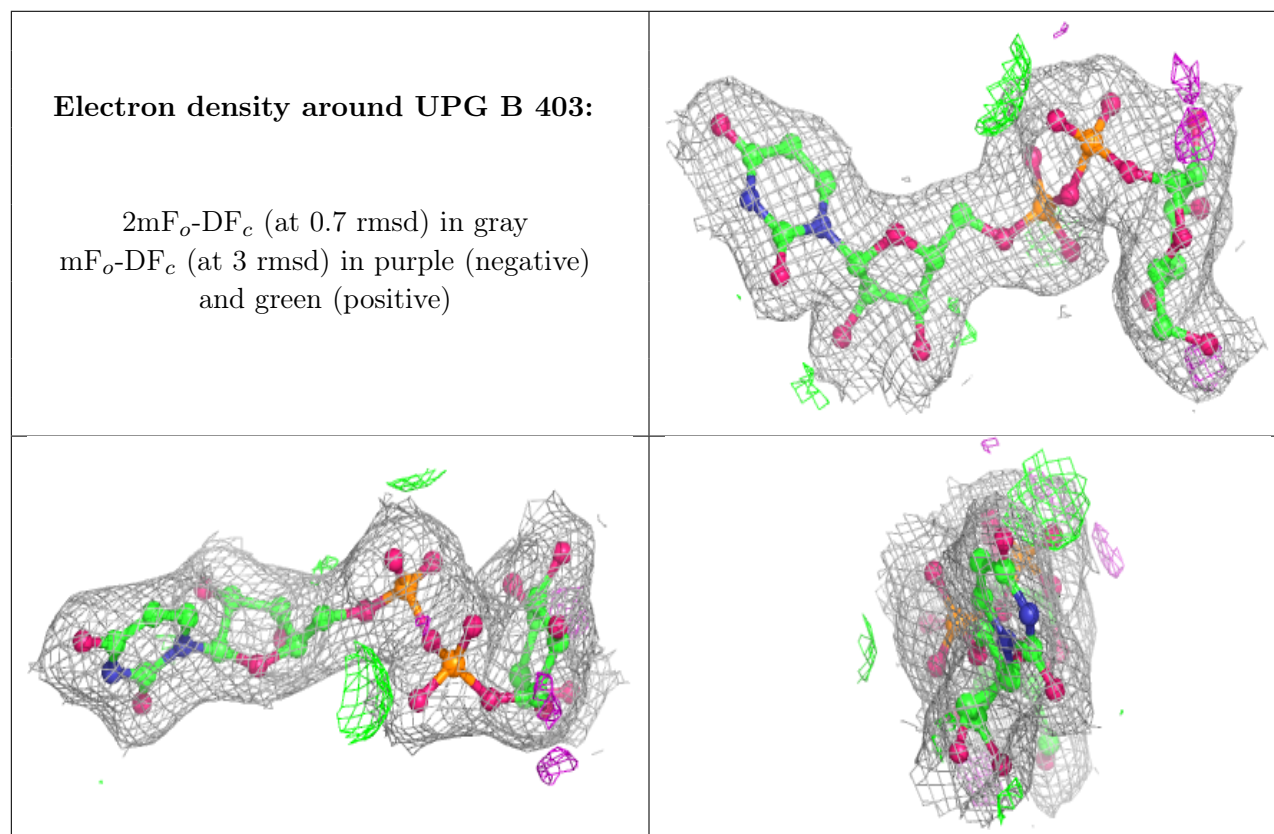 Electron density around UPG B 403:
2mFo-DFc (at 0.7 rmsd) in gray
mFo-DFc (at 3 rmsd) in purple (negative)
and green (positive)